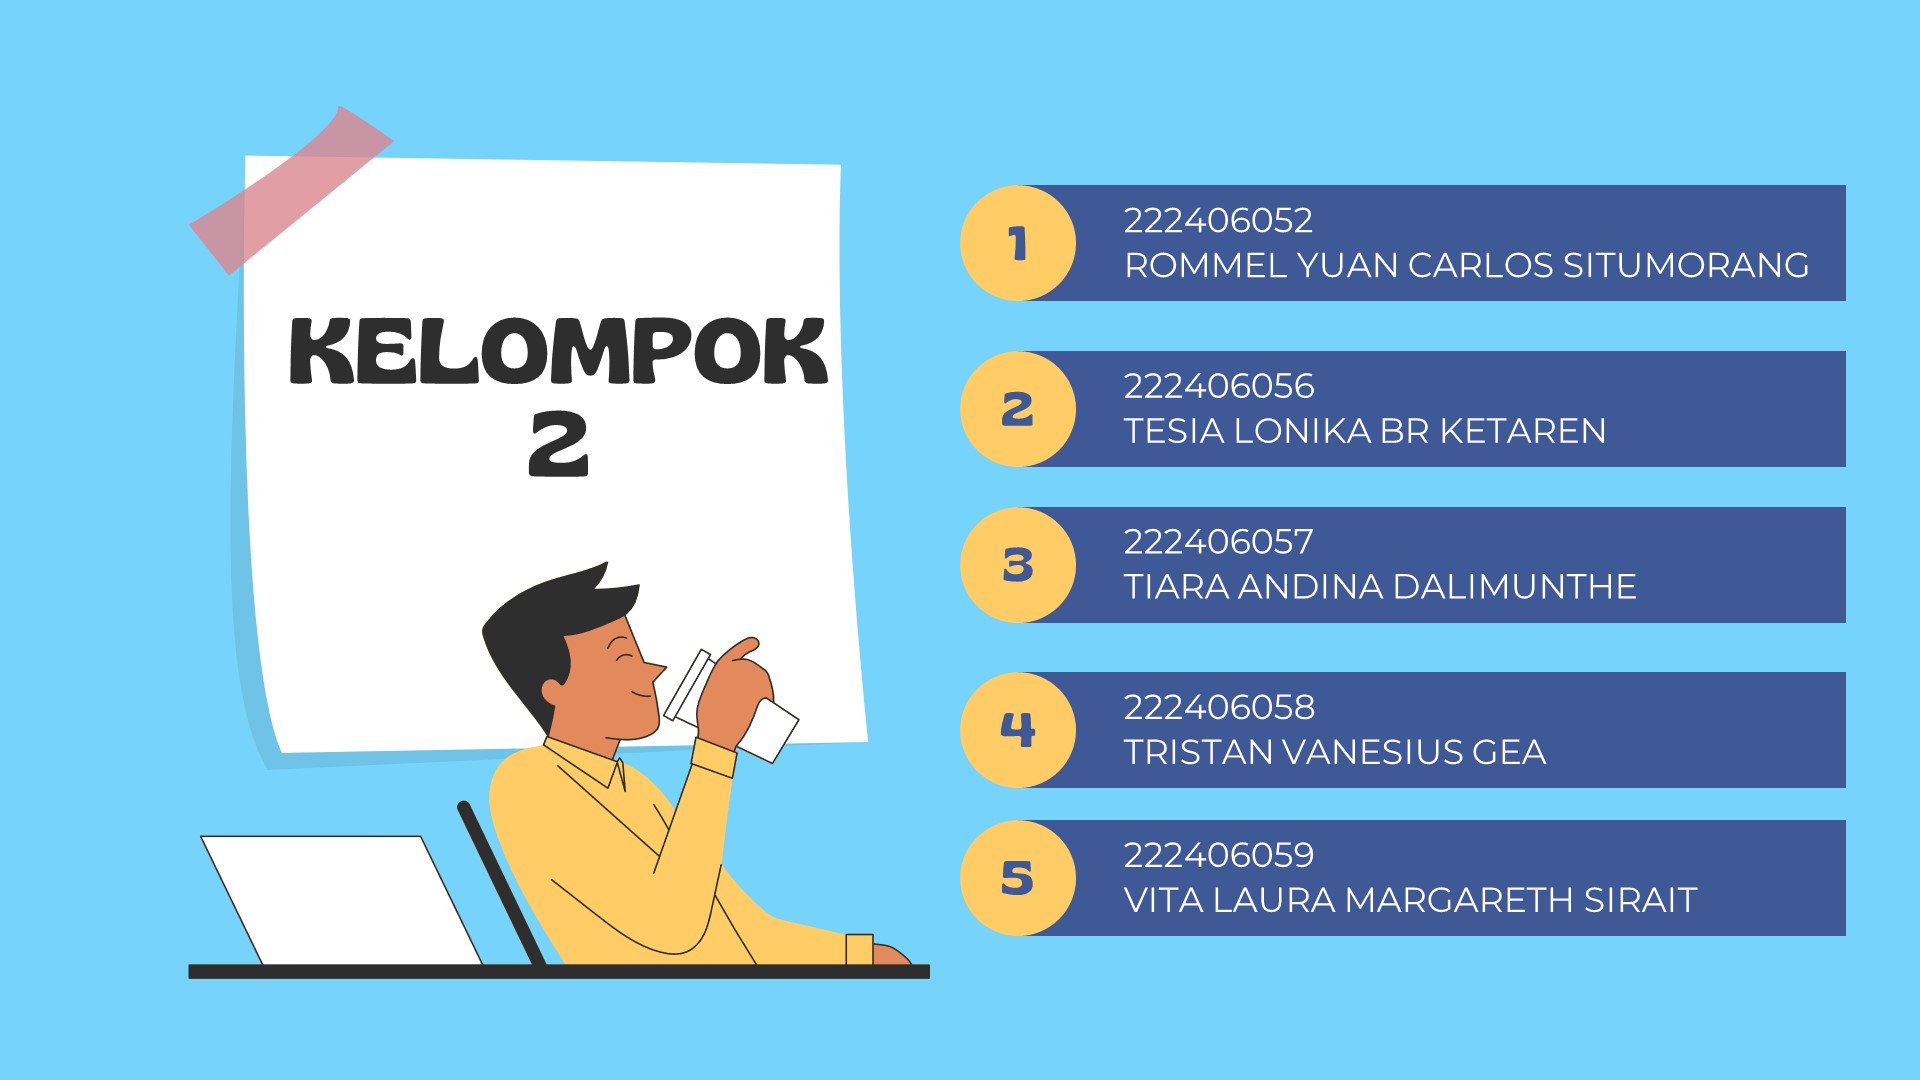 KELOMPOK
2
1
222406052
ROMMEL YUAN CARLOS SITUMORANG
2
222406056
TESIA LONIKA BR KETAREN
3
222406057
TIARA ANDINA DALIMUNTHE
4
222406058
TRISTAN VANESIUS GEA
5
222406059
VITA LAURA MARGARETH SIRAIT